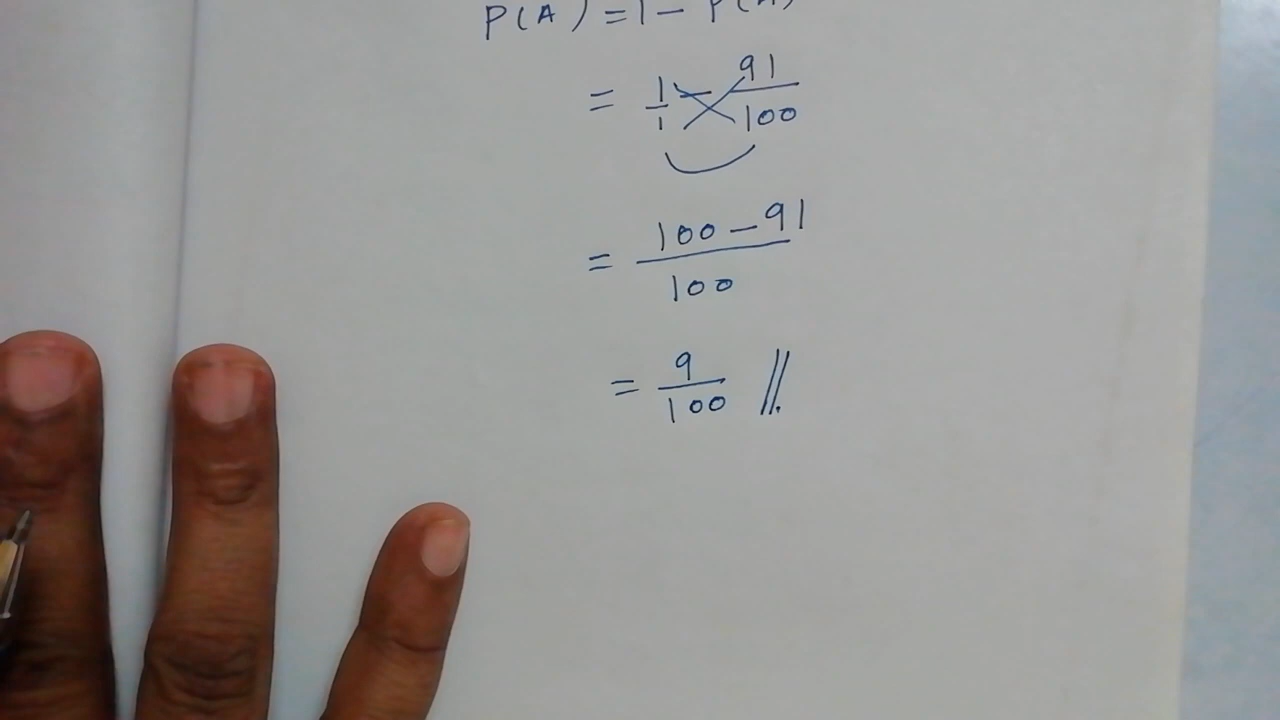 P(A) = 1 - P(A)
= 1/1 - 91/100
= 100 - 91/100
= 9/100 //.